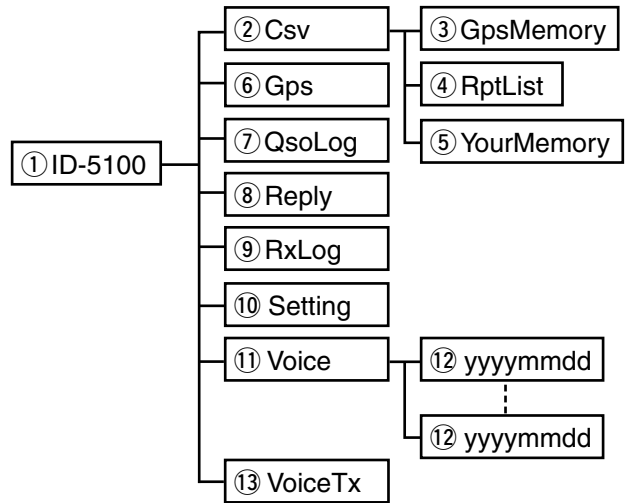 ① ID-5100
② Csv
③ GpsMemory
④ RptList
⑤ YourMemory
⑥ Gps
⑦ QsoLog
⑧ Reply
⑨ RxLog
⑩ Setting
⑪ Voice
⑫ yyyymmdd
⑫ yyyymmdd
⑬ VoiceTx